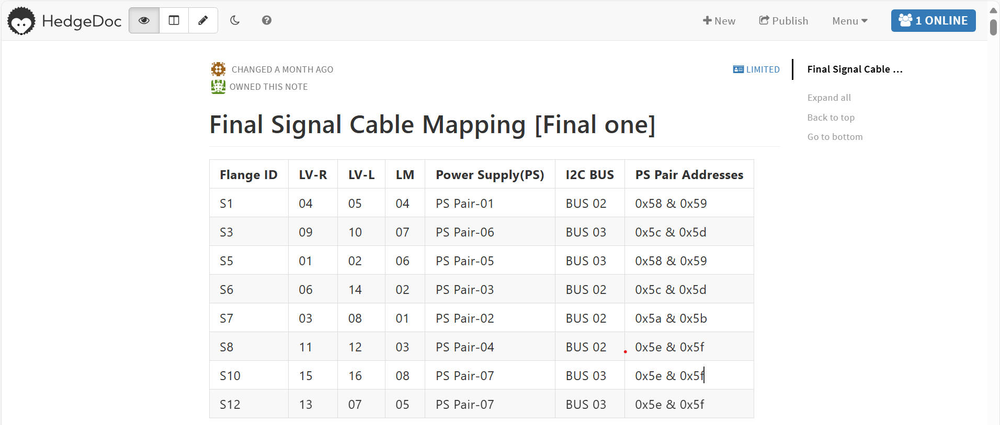 HedgeDoc
New Publish Menu 1 ONLINE
CHANGED A MONTH AGO LIMITED
OWNED THIS NOTE
Final Signal Cable ...
Expand all
Back to top
Go to bottom
Final Signal Cable Mapping [Final one]
Flange ID LV-R LV-L LM Power Supply(PS) I2C BUS PS Pair Addresses
S1 04 05 04 PS Pair-01 BUS 02 0x58 & 0x59
S3 09 10 07 PS Pair-06 BUS 03 0x5c & 0x5d
S5 01 02 06 PS Pair-05 BUS 03 0x58 & 0x59
S6 06 14 02 PS Pair-03 BUS 02 0x5c & 0x5d
S7 03 08 01 PS Pair-02 BUS 02 0x5a & 0x5b
S8 11 12 03 PS Pair-04 BUS 02 0x5e & 0x5f
S10 15 16 08 PS Pair-07 BUS 03 0x5e & 0x5f
S12 13 07 05 PS Pair-07 BUS 03 0x5e & 0x5f